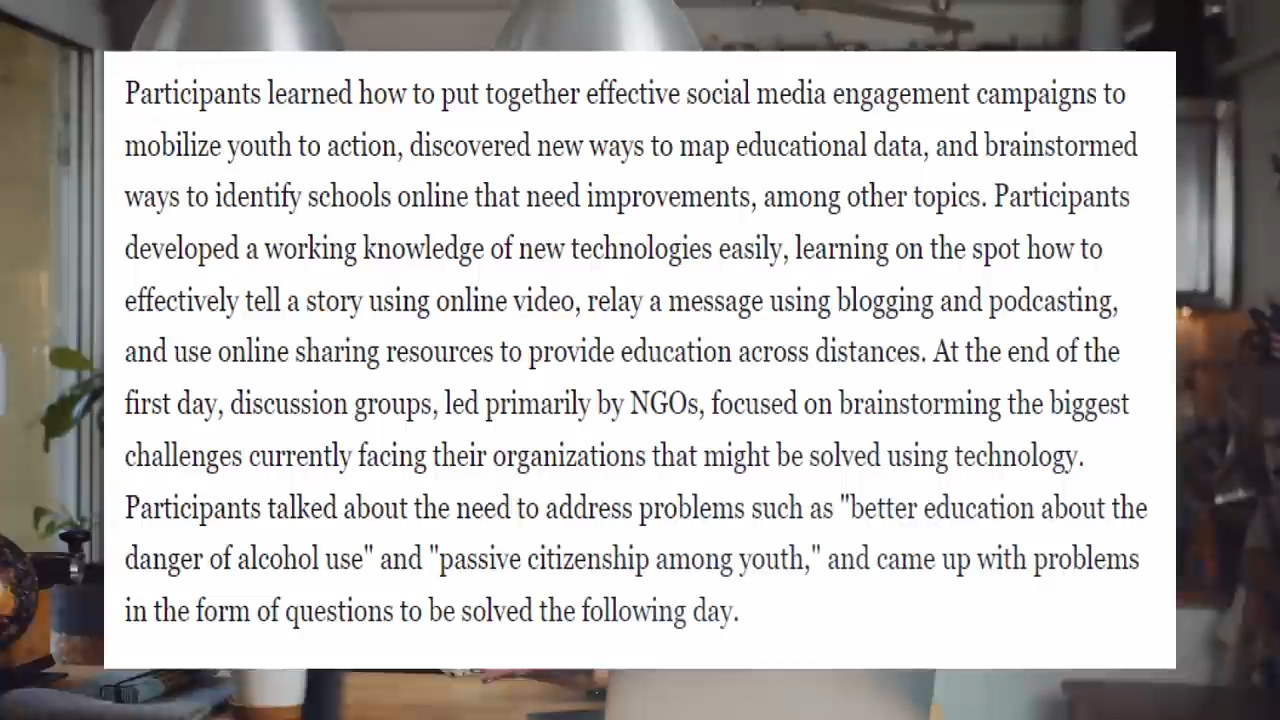 Participants learned how to put together effective social media engagement campaigns to
mobilize youth to action, discovered new ways to map educational data, and brainstormed
ways to identify schools online that need improvements, among other topics. Participants
developed a working knowledge of new technologies easily, learning on the spot how to
effectively tell a story using online video, relay a message using blogging and podcasting,
and use online sharing resources to provide education across distances. At the end of the
first day, discussion groups, led primarily by NGOs, focused on brainstorming the biggest
challenges currently facing their organizations that might be solved using technology.
Participants talked about the need to address problems such as "better education about the
danger of alcohol use" and "passive citizenship among youth," and came up with problems
in the form of questions to be solved the following day.